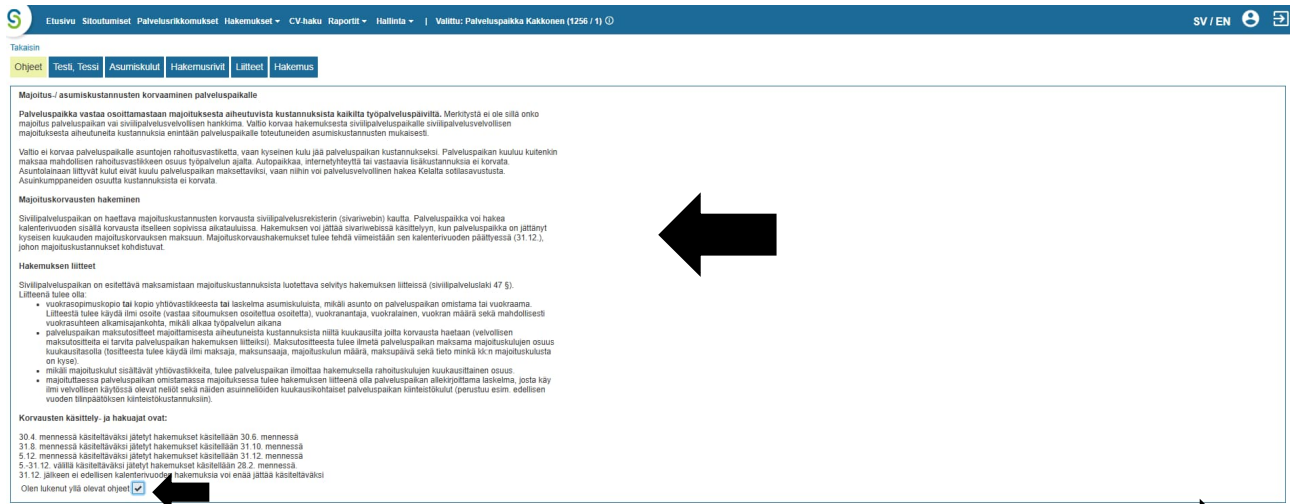 S Etusivu Sitoutumiset Palvelusrikkomukset Hakemukset CV-haku Raportit Hallinta | Valittu: Palveluspaikka Kakkonen (1256 / 1) SV / EN
Takaisin
Ohjeet Testi, Tessi Asumiskulut Hakemusrivit Liitteet Hakemus
Majoitus-/ asumiskustannusten korvaaminen palveluspaikalle
Palveluspaikka vastaa osoittamastaan majoituksesta aiheutuvista kustannuksista kaikilta työpalveluspäiviltä. Merkitystä ei ole sillä onko
majoitus palveluspaikan vai siviilipalvelusvelvollisen hankkima. Valtio korvaa hakemuksesta siviilipalveluspaikalle siviilipalvelusvelvollisen
majoituksesta aiheutuneita kustannuksia enintään palveluspaikalle toteutuneiden asumiskustannusten mukaisesti.
Valtio ei korvaa palveluspaikalle asuntojen rahoitusvastiketta, vaan kyseinen kulu jää palveluspaikan kustannukseksi. Palveluspaikan kuuluu kuitenkin
maksaa mahdollisen rahoitusvastikkeen osuus työpalvelun ajalta. Autopaikkaa, internetyhteyttä tai vastaavia lisäkustannuksia ei korvata.
Asuntolainaan liittyvät kulut eivät kuulu palveluspaikan maksettaviksi, vaan niihin voi palvelusvelvollinen hakea Kelalta sotilasavustusta.
Asuinkumppaneiden osuutta kustannuksista ei korvata.
Majoituskorvausten hakeminen
Siviilipalveluspaikan on haettava majoituskustannusten korvausta siviilipalvelusrekisterin (sivariwebin) kautta. Palveluspaikka voi hakea
kalenterivuoden sisällä korvausta itselleen sopivissa aikatauluissa. Hakemuksen voi jättää sivariwebissä käsittelyyn, kun palveluspaikka on jättänyt
kyseisen kuukauden majoituskorvauksen maksuun. Majoituskorvaushakemukset tulee tehdä viimeistään sen kalenterivuoden päättyessä (31.12.),
johon majoituskustannukset kohdistuvat.
Hakemuksen liitteet
Siviilipalveluspaikan on esitettävä maksamistaan majoituskustannuksista luotettava selvitys hakemuksen liitteissä (siviilipalveluslaki 47 §).
Liitteenä tulee olla:
• vuokrasopimuskopio tai kopio yhtiövastikkeesta tai laskelma asumiskuluista, mikäli asunto on palveluspaikan omistama tai vuokraama.
Liitteestä tulee käydä ilmi osoite (vastaa sitoumuksen osoitettua osoitetta), vuokranantaja, vuokralainen, vuokran määrä sekä mahdollisesti
vuokrasuhteen alkamisajankohta, mikäli alkaa työpalvelun aikana
• palveluspaikan maksutositteet majoittamisesta aiheutuneista kustannuksista niiltä kuukausilta joilta korvausta haetaan (velvollisen
maksutositteita ei tarvita palveluspaikan hakemuksen liitteiksi). Maksutositteesta tulee ilmetä palveluspaikan maksama majoituskulujen osuus
kuukausitasolla (tositteesta tulee käydä ilmi maksaja, maksunsaaja, majoituskulun määrä, maksupäivä sekä tieto minkä kk:n majoituskulusta
on kyse).
• mikäli majoituskulut sisältävät yhtiövastikkeita, tulee palveluspaikan ilmoittaa hakemuksella rahoituskulujen kuukausittainen osuus.
• majoituttaessa palveluspaikan omistamassa majoituksessa tulee hakemuksen liitteenä olla palveluspaikan allekirjoittama laskelma, josta käy
ilmi velvollisen käytössä olevat neliöt sekä näiden asuinneliöiden kuukausikohtaiset palveluspaikan kiinteistökulut (perustuu esim. edellisen
vuoden tilinpäätöksen kiinteistökustannuksiin).
Korvausten käsittely- ja hakuajat ovat:
30.4. mennessä käsiteltäväksi jätetyt hakemukset käsitellään 30.6. mennessä
31.8. mennessä käsiteltäväksi jätetyt hakemukset käsitellään 31.10. mennessä
5.12. mennessä käsiteltäväksi jätetyt hakemukset käsitellään 31.12. mennessä
5.-31.12. välillä käsiteltäväksi jätetyt hakemukset käsitellään 28.2. mennessä.
31.12. jälkeen ei edellisen kalenterivuoden hakemuksia voi enää jättää käsiteltäväksi
Olen lukenut yllä olevat ohjeet